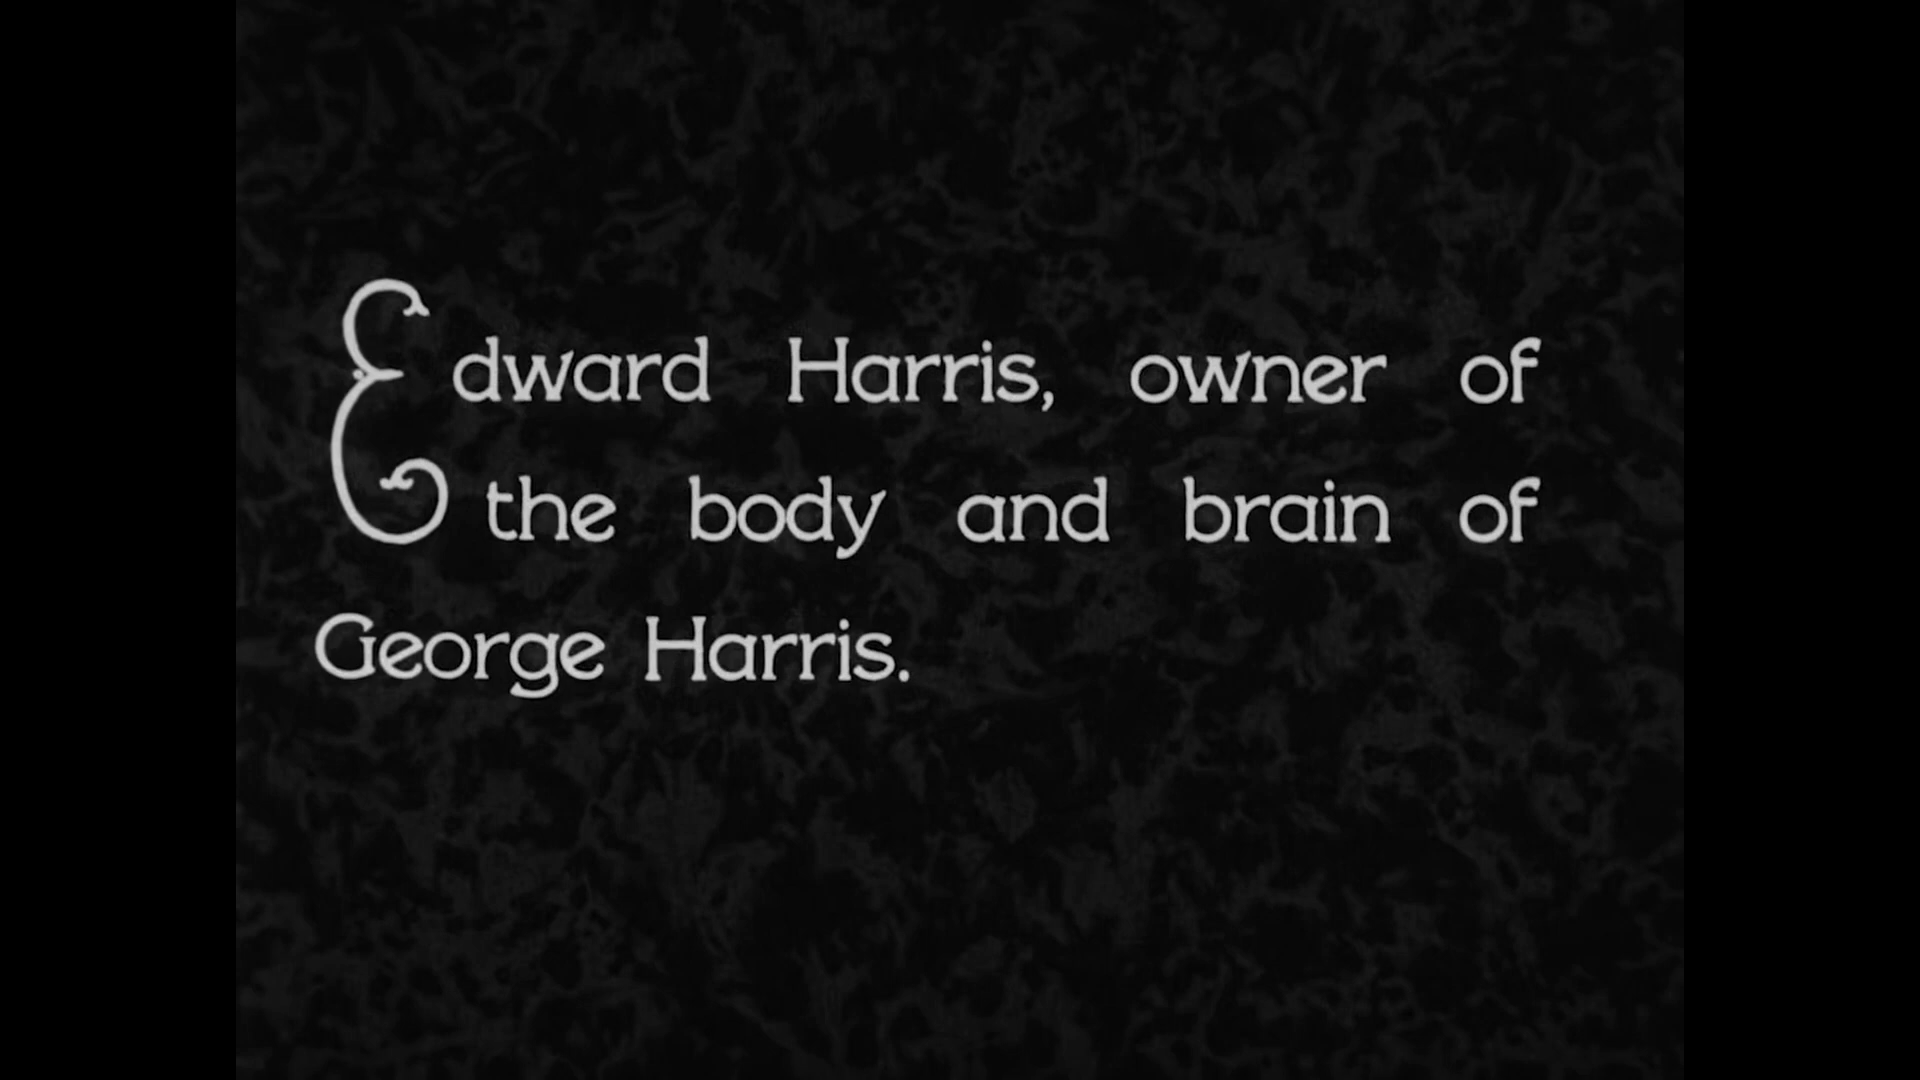 Edward Harris, owner of
the body and brain of
George Harris.